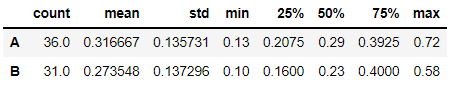 count mean std min 25% 50% 75% max
A 36.0 0.316667 0.135731 0.13 0.2075 0.29 0.3925 0.72
B 31.0 0.273548 0.137296 0.10 0.1600 0.23 0.4000 0.58